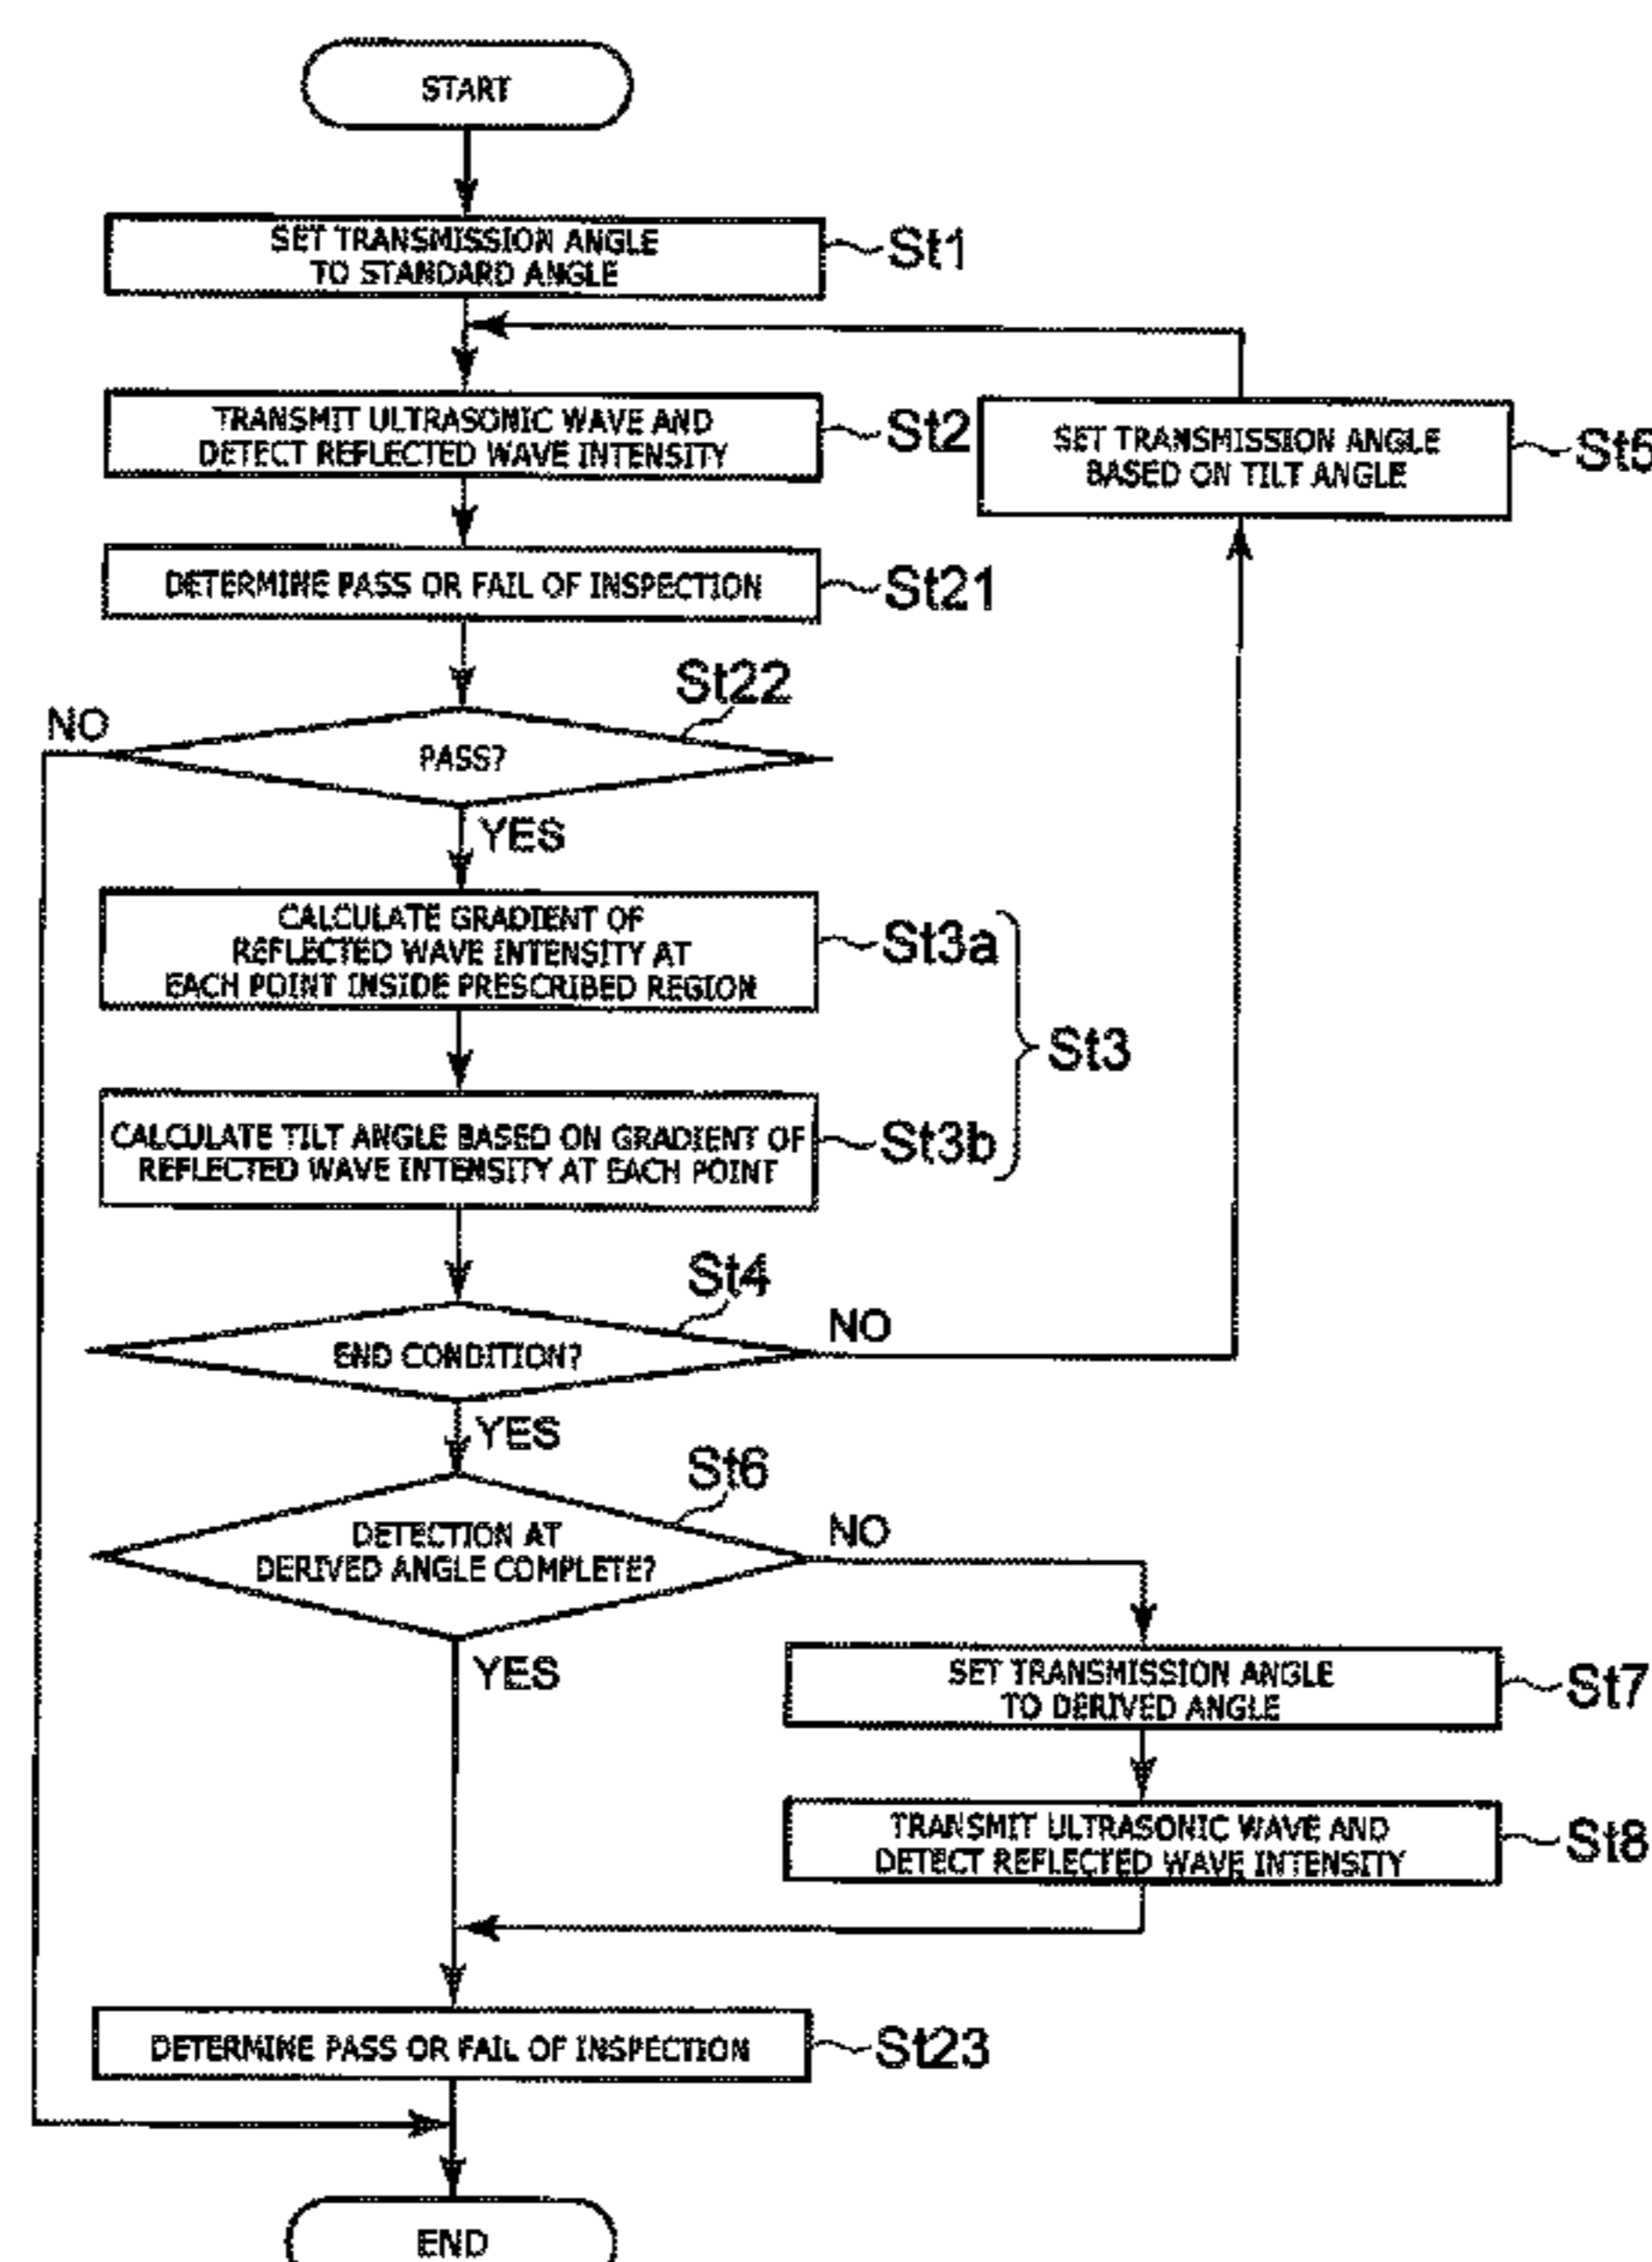 START
SET TRANSMISSION ANGLE
TO STANDARD ANGLE
St1
TRANSMIT ULTRASONIC WAVE AND
DETECT REFLECTED WAVE INTENSITY
St2
SET TRANSMISSION ANGLE
BASED ON TILT ANGLE
St5
DETERMINE PASS OR FAIL OF INSPECTION
St21
St22
NO
PASS?
YES
CALCULATE GRADIENT OF
REFLECTED WAVE INTENSITY AT
EACH POINT INSIDE PRESCRIBED REGION
St3a
St3
CALCULATE TILT ANGLE BASED ON GRADIENT OF
REFLECTED WAVE INTENSITY AT EACH POINT
St3b
St4
END CONDITION?
NO
YES
St6
DETECTION AT
DERIVED ANGLE COMPLETE?
NO
YES
SET TRANSMISSION ANGLE
TO DERIVED ANGLE
St7
TRANSMIT ULTRASONIC WAVE AND
DETECT REFLECTED WAVE INTENSITY
St8
DETERMINE PASS OR FAIL OF INSPECTION
St23
END